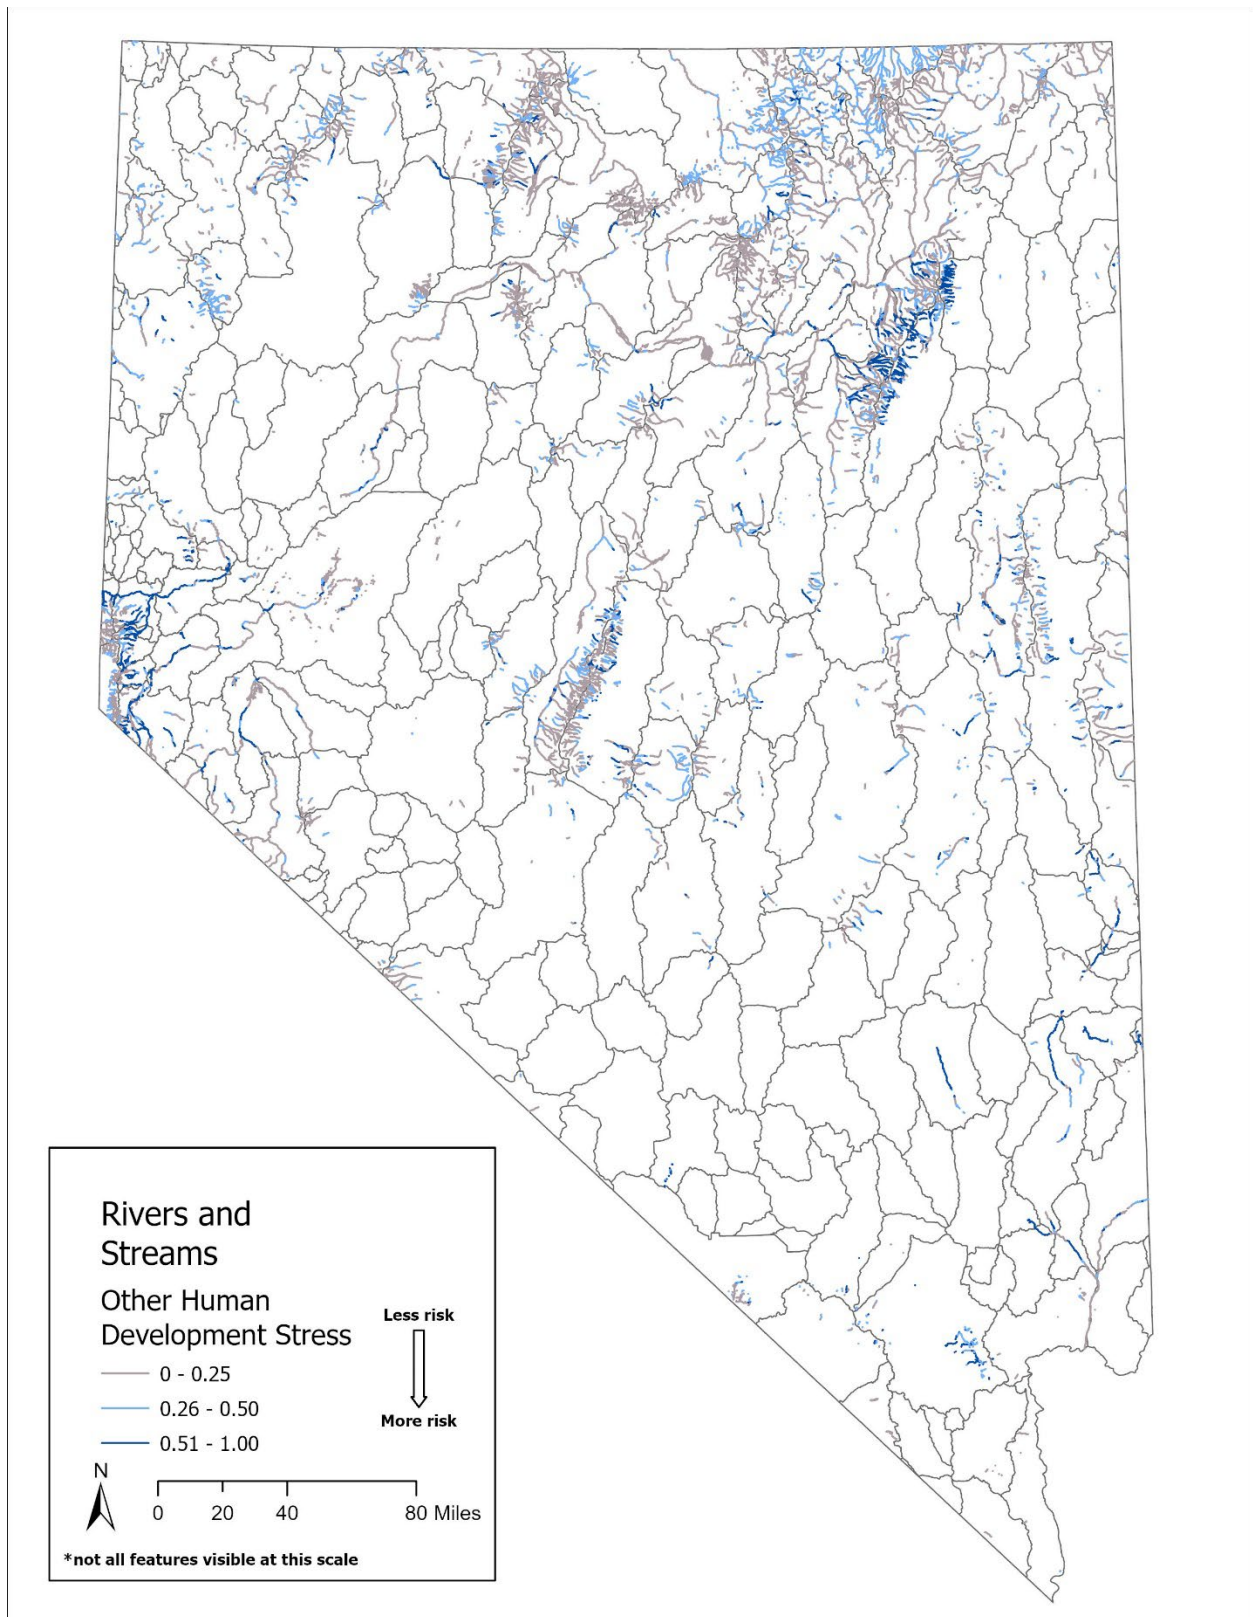 Rivers and
Streams
Other Human
Development Stress
Less risk
More risk
0 - 0.25
0.26 - 0.50
0.51 - 1.00
N
0 20 40 80 Miles
*not all features visible at this scale